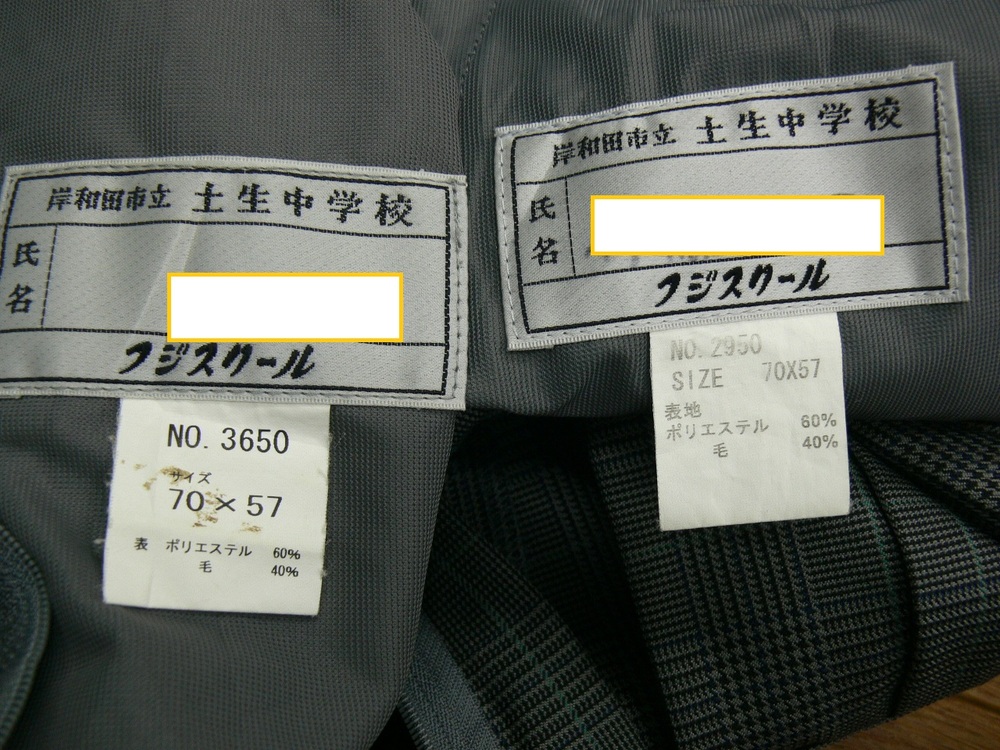 岸和田市立 土生中学校
氏名
フジスクール
NO. 3650
サイズ
70×57
表 ポリエステル 60%
毛 40%
岸和田市立 土生中学校
氏名
フジスクール
NO. 2950
SIZE 70X57
表地
ポリエステル 60%
毛 40%